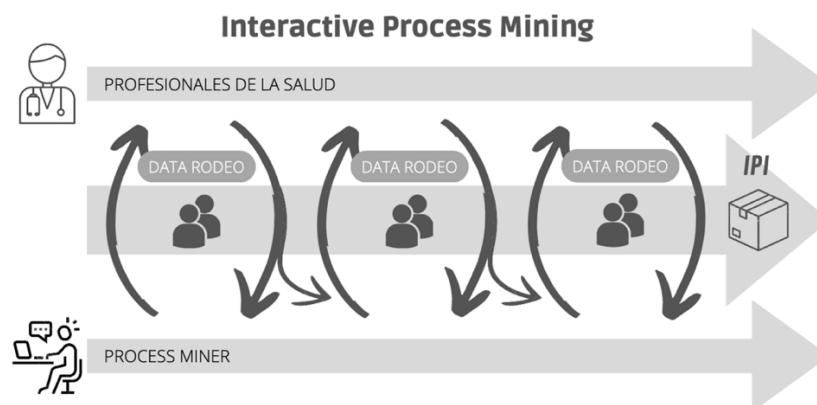 Interactive Process Mining
PROFESIONALES DE LA SALUD
DATA RODEO
DATA RODEO
DATA RODEO
IPI
PROCESS MINER